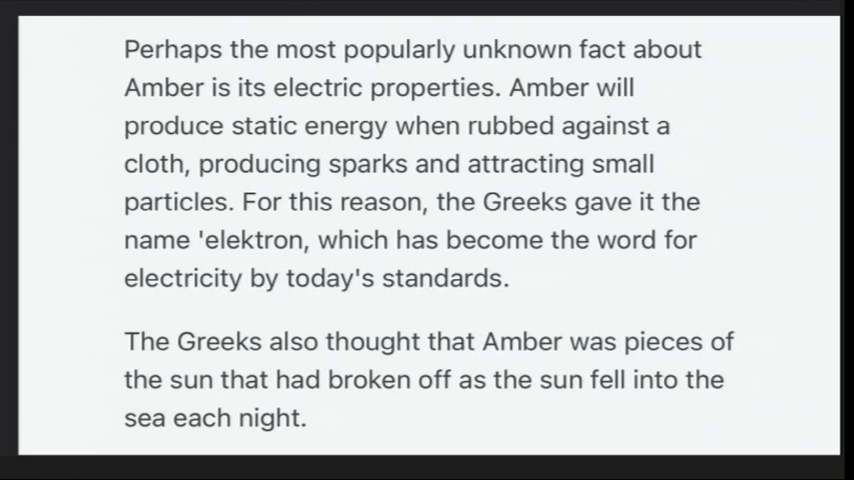 Perhaps the most popularly unknown fact about
Amber is its electric properties. Amber will
produce static energy when rubbed against a
cloth, producing sparks and attracting small
particles. For this reason, the Greeks gave it the
name 'elektron, which has become the word for
electricity by today's standards.
The Greeks also thought that Amber was pieces of
the sun that had broken off as the sun fell into the
sea each night.